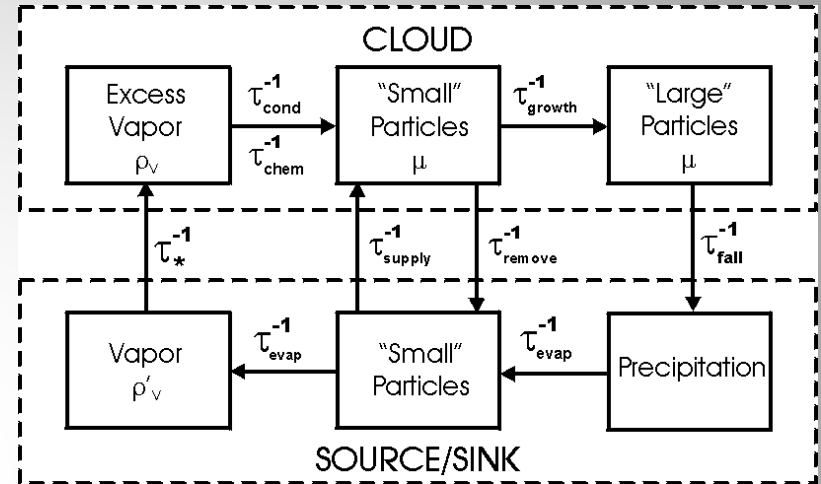 CLOUD
Excess
Vapor
ρᵥ
τ⁻¹cond
τ⁻¹chem
"Small"
Particles
μ
τ⁻¹growth
"Large"
Particles
μ
τ⁻¹*
τ⁻¹supply
τ⁻¹remove
τ⁻¹fall
Vapor
ρ'ᵥ
τ⁻¹evap
"Small"
Particles
τ⁻¹evap
Precipitation
SOURCE/SINK